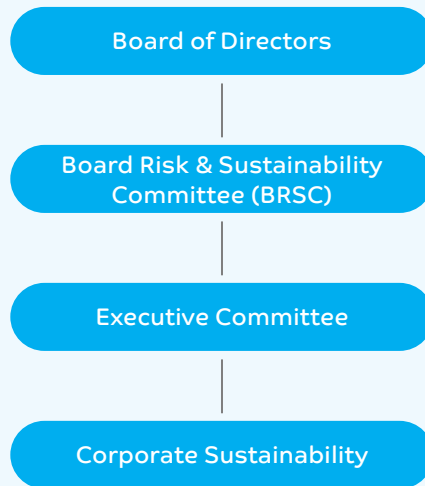 Board of Directors
Board Risk & Sustainability
Committee (BRSC)
Executive Committee
Corporate Sustainability